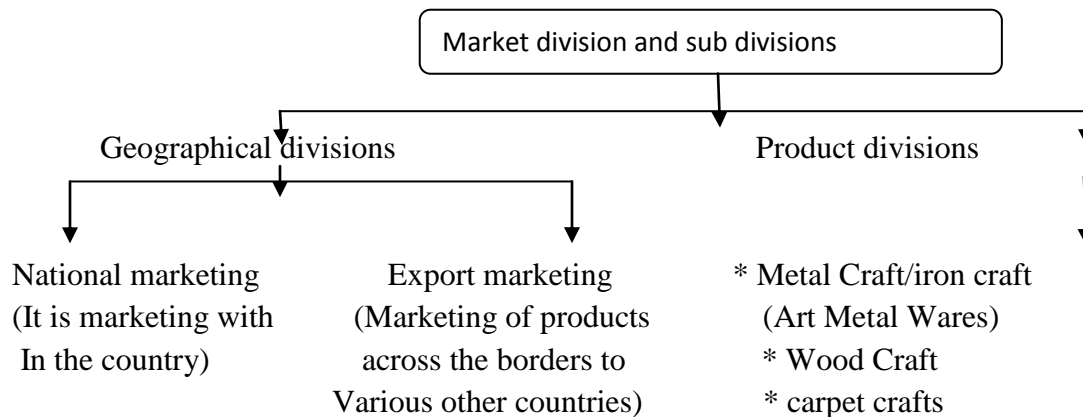 Market division and sub divisions
Geographical divisions
Product divisions
National marketing
(It is marketing with
In the country)
Export marketing
(Marketing of products
across the borders to
Various other countries)
* Metal Craft/iron craft
(Art Metal Wares)
* Wood Craft
* carpet crafts